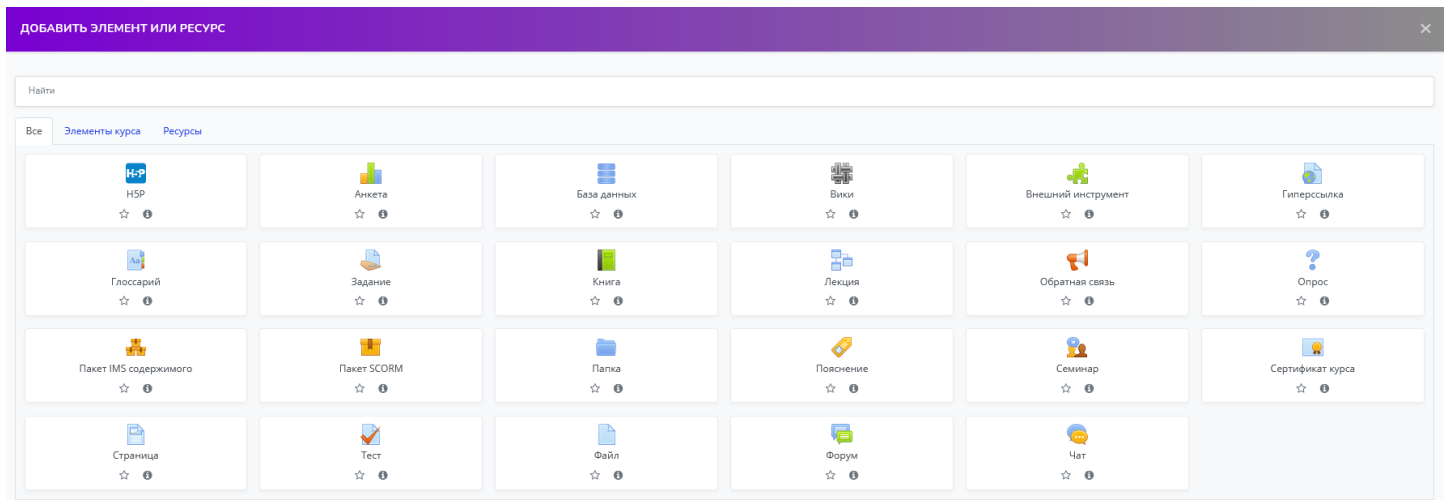 ДОБАВИТЬ ЭЛЕМЕНТ ИЛИ РЕСУРС
Найти
Все Элементы курса Ресурсы
H5P
H5P Анкета База данных Вики Внешний инструмент Гиперссылка
Aa
Глоссарий Задание Книга Лекция Обратная связь Опрос
Пакет IMS содержимого Пакет SCORM Папка Пояснение Семинар Сертификат курса
Страница Тест Файл Форум Чат